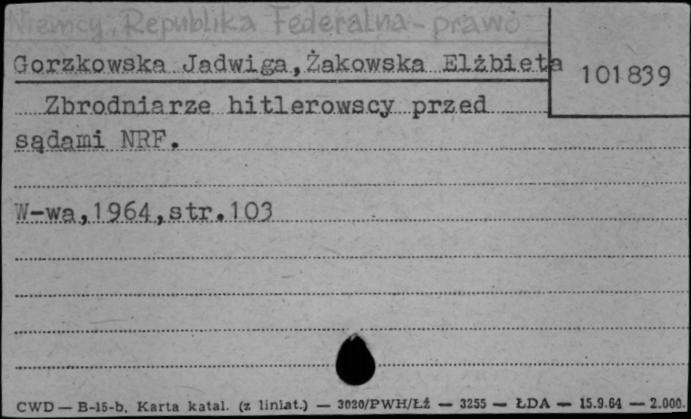 Niemcy, Republika Federalna - prawo
Gorzkowska Jadwiga,Żakowska Elżbieta
101839
Zbrodniarze hitlerowscy przed
sądami NRF.
W-wa,1964,str.103
CWD — B-15-b, Karta katal. (z liniat.) — 3020/PWH/Łź — 3255 — ŁDA — 15.9.64 — 2.000.